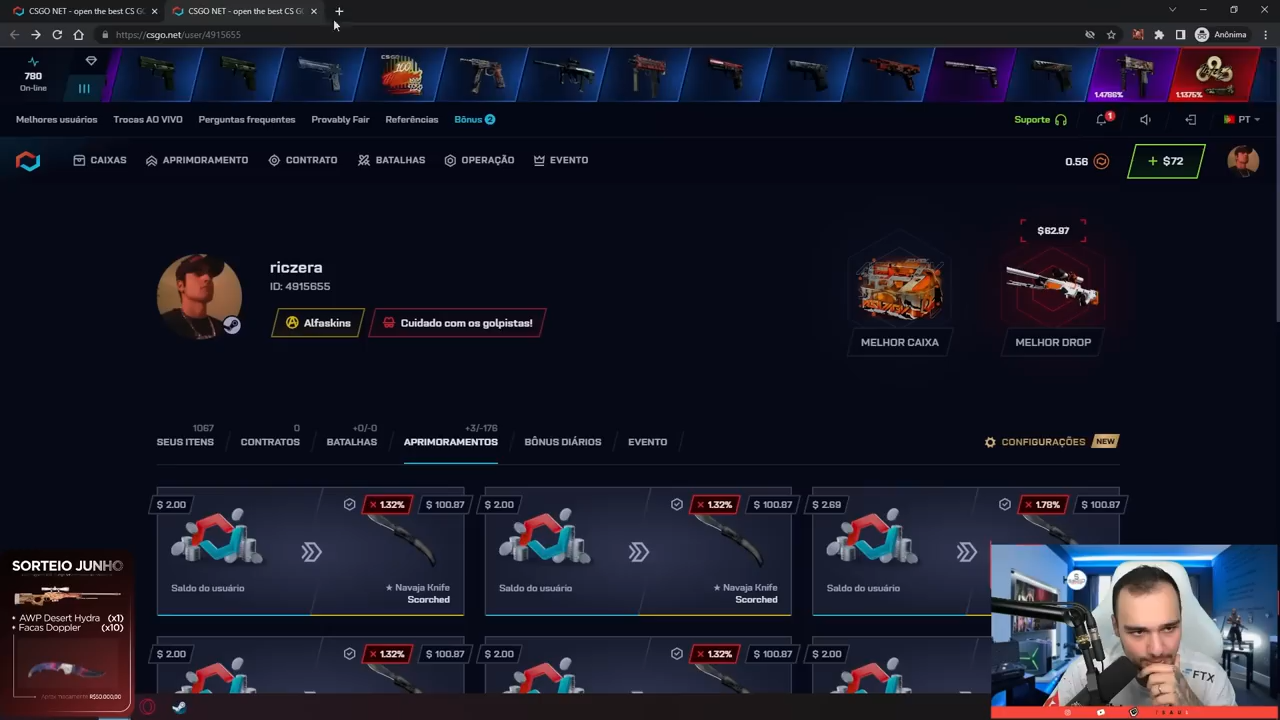 CSGO NET - open the best CS G
CSGO NET - open the best CS G
https://csgo.net/user/4915655
Anônima
780
On-line
1.4786%
1.1375%
Melhores usuários
Trocas AO VIVO
Perguntas frequentes
Provably Fair
Referências
Bônus 2
Suporte
1
PT
CAIXAS
APRIMORAMENTO
CONTRATO
BATALHAS
OPERAÇÃO
EVENTO
0.56
+ $72
riczera
ID: 4915655
Alfaskins
Cuidado com os golpistas!
$62.97
MELHOR CAIXA
MELHOR DROP
1067
SEUS ITENS
0
CONTRATOS
+0/-0
BATALHAS
+3/-176
APRIMORAMENTOS
BÔNUS DIÁRIOS
EVENTO
CONFIGURAÇÕES NEW
$ 2.00
1.32%
$ 100.87
Saldo do usuário
★ Navaja Knife
Scorched
$ 2.00
1.32%
$ 100.87
Saldo do usuário
★ Navaja Knife
Scorched
$ 2.69
1.78%
$ 100.87
Saldo do usuário
$ 2.00
1.32%
$ 100.87
$ 2.00
1.32%
$ 100.87
$ 2.00
SORTEIO JUNHO
• AWP Desert Hydra (x1)
• Facas Doppler (x10)
FTX